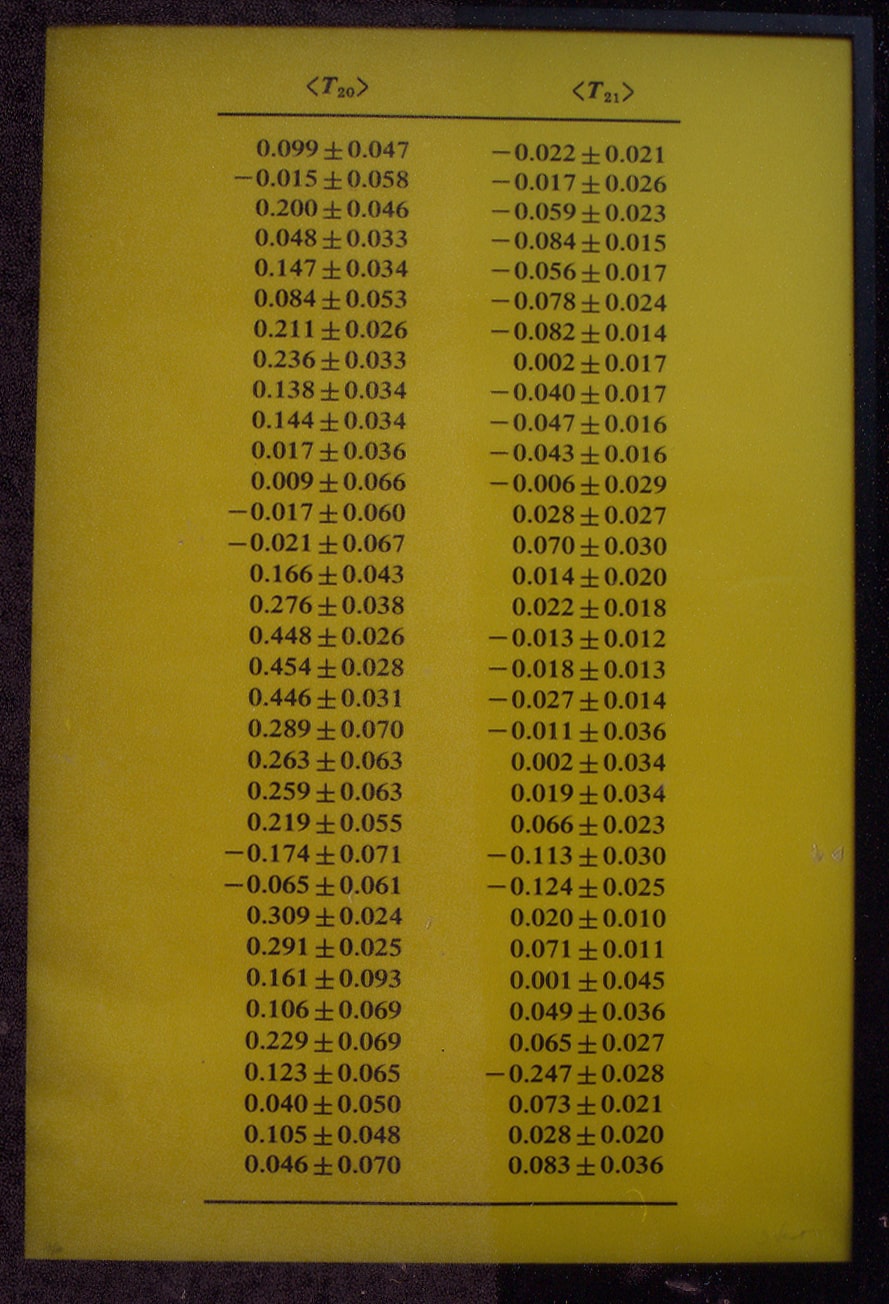 <T20> <T21>
0.099 ± 0.047 −0.022 ± 0.021
−0.015 ± 0.058 −0.017 ± 0.026
0.200 ± 0.046 −0.059 ± 0.023
0.048 ± 0.033 −0.084 ± 0.015
0.147 ± 0.034 −0.056 ± 0.017
0.084 ± 0.053 −0.078 ± 0.024
0.211 ± 0.026 −0.082 ± 0.014
0.236 ± 0.033 0.002 ± 0.017
0.138 ± 0.034 −0.040 ± 0.017
0.144 ± 0.034 −0.047 ± 0.016
0.017 ± 0.036 −0.043 ± 0.016
0.009 ± 0.066 −0.006 ± 0.029
−0.017 ± 0.060 0.028 ± 0.027
−0.021 ± 0.067 0.070 ± 0.030
0.166 ± 0.043 0.014 ± 0.020
0.276 ± 0.038 0.022 ± 0.018
0.448 ± 0.026 −0.013 ± 0.012
0.454 ± 0.028 −0.018 ± 0.013
0.446 ± 0.031 −0.027 ± 0.014
0.289 ± 0.070 −0.011 ± 0.036
0.263 ± 0.063 0.002 ± 0.034
0.259 ± 0.063 0.019 ± 0.034
0.219 ± 0.055 0.066 ± 0.023
−0.174 ± 0.071 −0.113 ± 0.030
−0.065 ± 0.061 −0.124 ± 0.025
0.309 ± 0.024 0.020 ± 0.010
0.291 ± 0.025 0.071 ± 0.011
0.161 ± 0.093 0.001 ± 0.045
0.106 ± 0.069 0.049 ± 0.036
0.229 ± 0.069 0.065 ± 0.027
0.123 ± 0.065 −0.247 ± 0.028
0.040 ± 0.050 0.073 ± 0.021
0.105 ± 0.048 0.028 ± 0.020
0.046 ± 0.070 0.083 ± 0.036